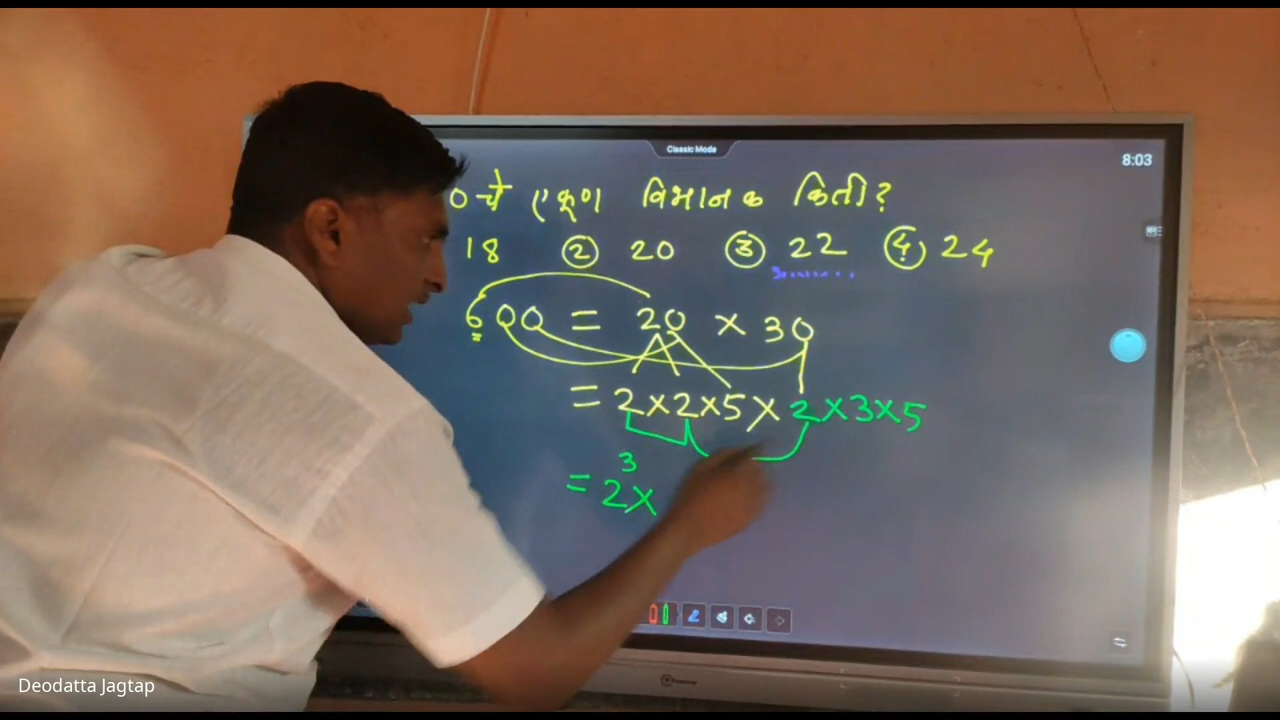 Classic Mode
8:03
0 चे एकूण विभाजक किती?
18 ② 20 ③ 22 ④ 24
600 = 20 × 30
= 2×2×5×2×3×5
= 2³×
Deodatta Jagtap